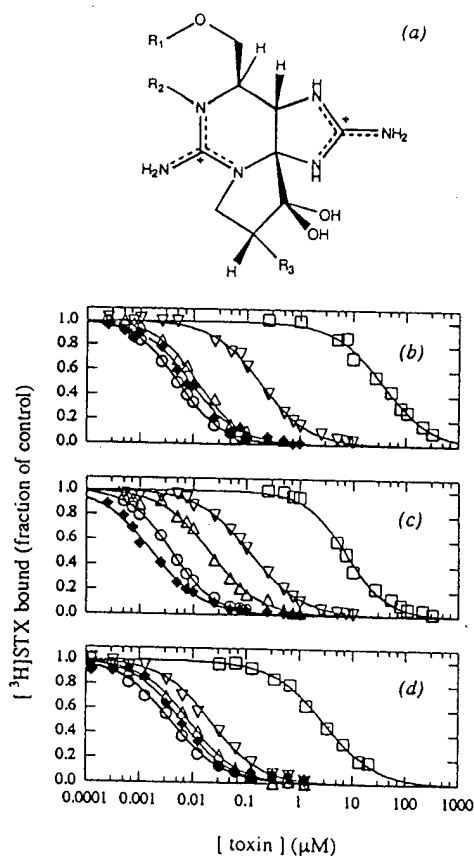 (a)
O
R1
H
H
R2
H
N
N
NH2
+
+
H2N
N
N
H
OH
OH
H
R3
(b)
1.0
0.8
0.6
0.4
0.2
0.0
(c)
1.0
0.8
0.6
0.4
0.2
0.0
(d)
1.0
0.8
0.6
0.4
0.2
0.0
[ ³H]STX bound (fraction of control)
0.0001 0.001 0.01 0.1 1 10 100 1000
[ toxin ] (μM)